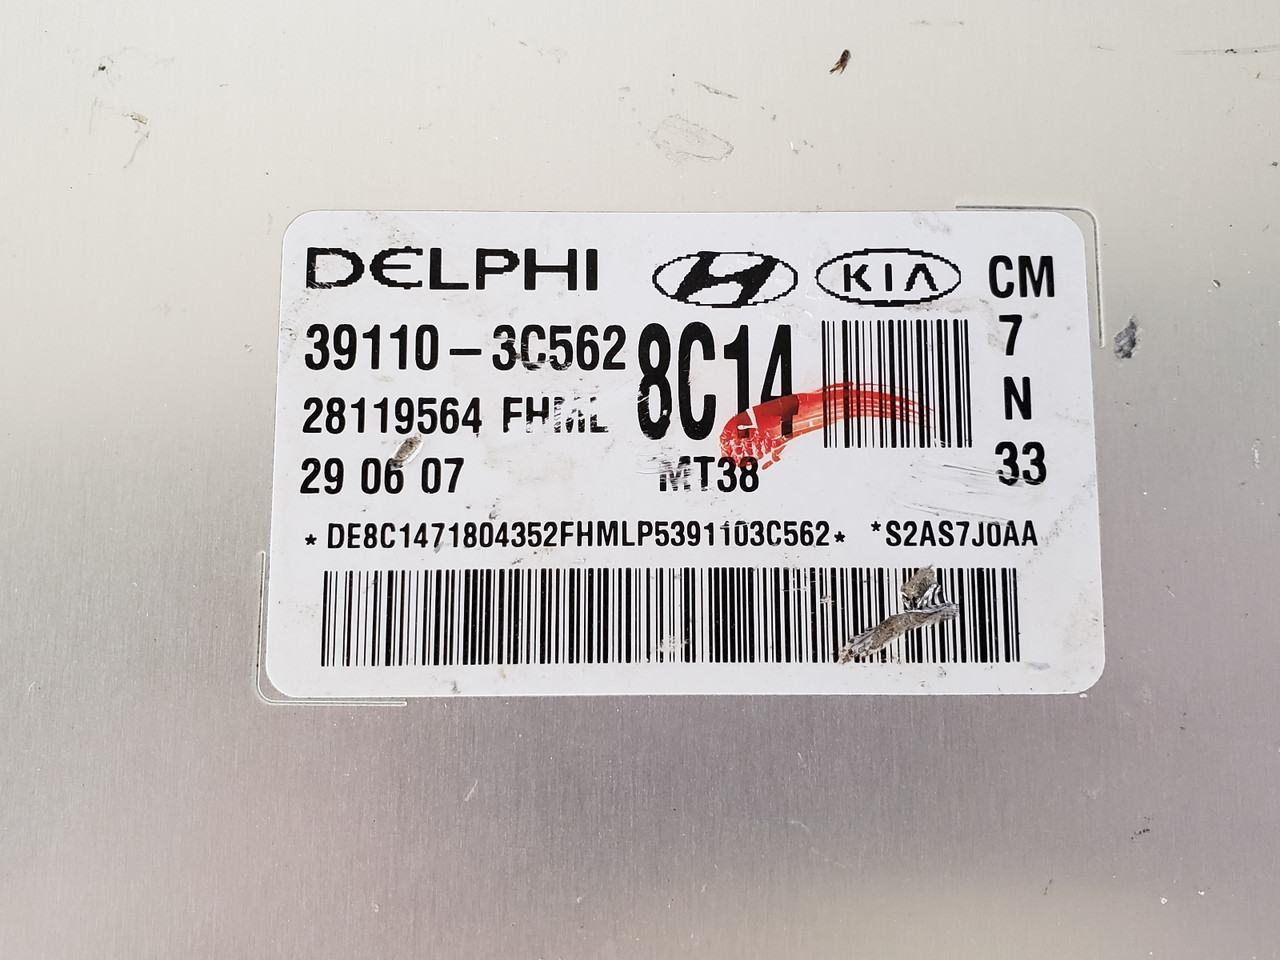 DELPHI KIA CM
39110-3C562 8C14 7
28119564 FHML N
29 06 07 MT38 33
*DE8C1471804352FHMLP5391103C562* *S2AS7J0AA